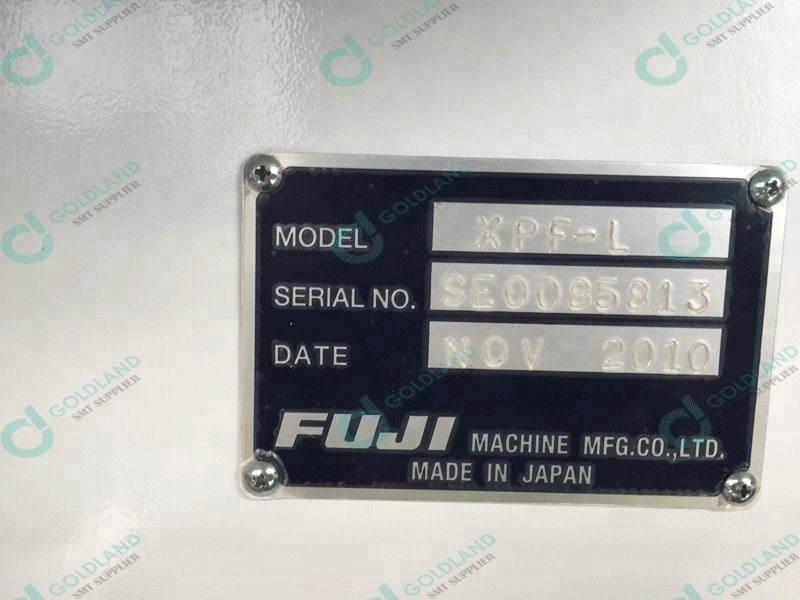 MODEL XPF-L
SERIAL NO. SE0085813
DATE NOV 2010
FUJI MACHINE MFG.CO.,LTD.
MADE IN JAPAN
GOLDLAND
SMT SUPPLIER